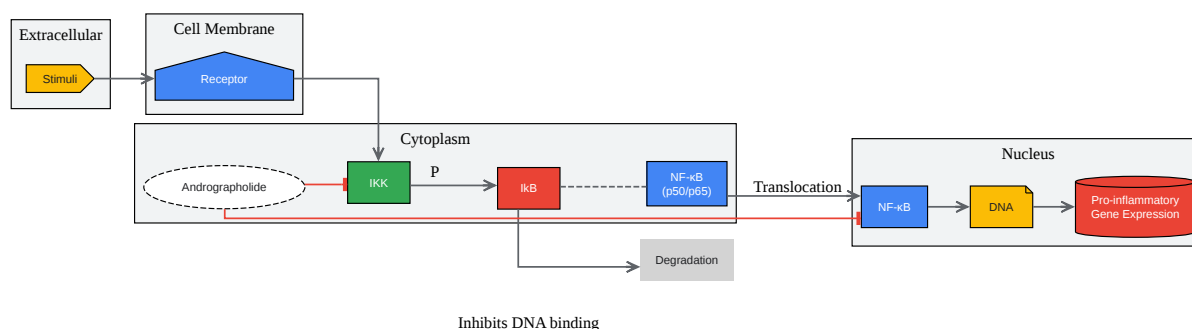 Extracellular
Stimuli
Cell Membrane
Receptor
Cytoplasm
Andrographolide
IKK
P
IkB
NF-κB
(p50/p65)
Translocation
Nucleus
NF-κB
DNA
Pro-inflammatory
Gene Expression
Degradation
Inhibits DNA binding